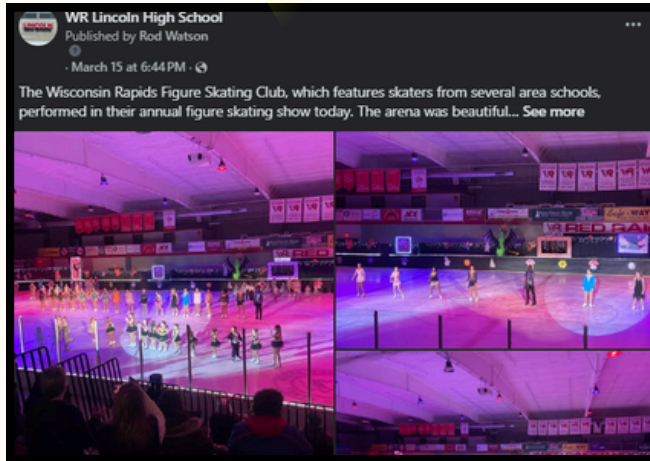 WR Lincoln High School
Published by Rod Watson
· March 15 at 6:44 PM ·
The Wisconsin Rapids Figure Skating Club, which features skaters from several area schools,
performed in their annual figure skating show today. The arena was beautiful... See more
WR RED RAI